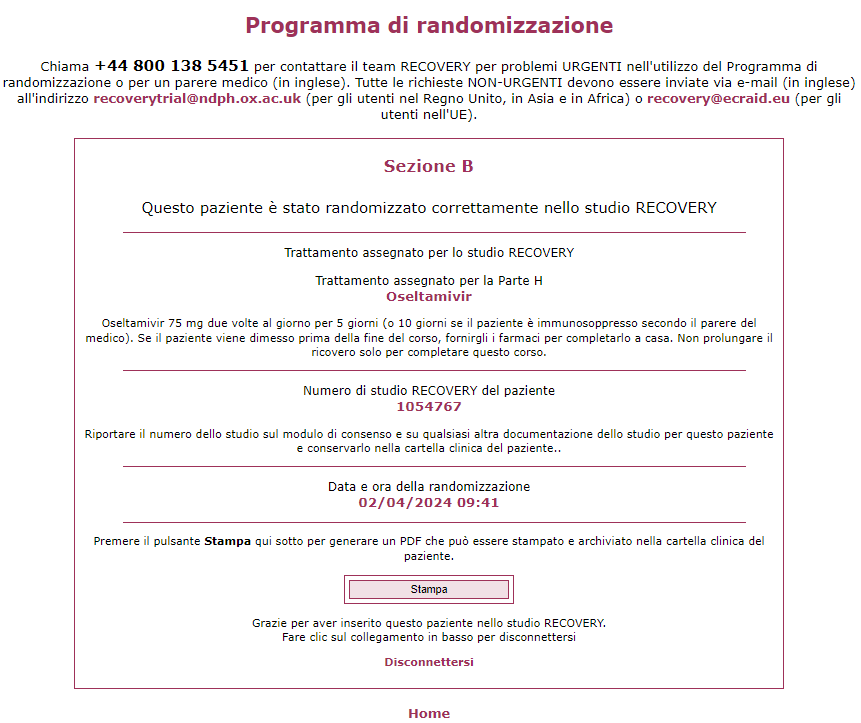 Programma di randomizzazione
Chiama +44 800 138 5451 per contattare il team RECOVERY per problemi URGENTI nell'utilizzo del Programma di
randomizzazione o per un parere medico (in inglese). Tutte le richieste NON-URGENTI devono essere inviate via e-mail (in inglese)
all'indirizzo recoverytrial@ndph.ox.ac.uk (per gli utenti nel Regno Unito, in Asia e in Africa) o recovery@ecraid.eu (per gli
utenti nell'UE).
Sezione B
Questo paziente è stato randomizzato correttamente nello studio RECOVERY
Trattamento assegnato per lo studio RECOVERY
Trattamento assegnato per la Parte H
Oseltamivir
Oseltamivir 75 mg due volte al giorno per 5 giorni (o 10 giorni se il paziente è immunosoppresso secondo il parere del
medico). Se il paziente viene dimesso prima della fine del corso, fornirgli i farmaci per completarlo a casa. Non prolungare il
ricovero solo per completare questo corso.
Numero di studio RECOVERY del paziente
1054767
Riportare il numero dello studio sul modulo di consenso e su qualsiasi altra documentazione dello studio per questo paziente
e conservarlo nella cartella clinica del paziente..
Data e ora della randomizzazione
02/04/2024 09:41
Premere il pulsante Stampa qui sotto per generare un PDF che può essere stampato e archiviato nella cartella clinica del
paziente.
Stampa
Grazie per aver inserito questo paziente nello studio RECOVERY.
Fare clic sul collegamento in basso per disconnettersi
Disconnettersi
Home